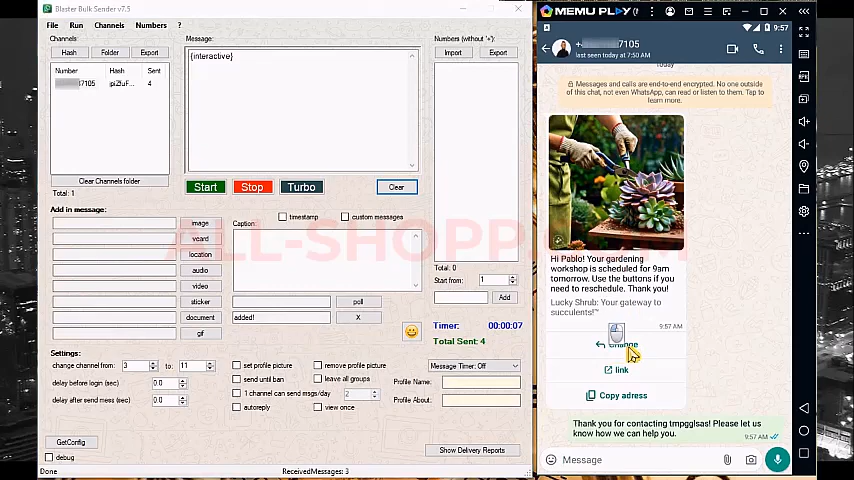 Blaster Bulk Sender v7.5
File Run Channels Numbers ?
Channels:
Hash Folder Export
Number Hash Sent
7105 jpiZfuF... 4
Clear Channels folder
Total: 1
Message:
{interactive}
Start Stop Turbo Clear
Numbers (without '+'):
Import Export
Total: 0
Start from: 1
Add
Timer: 00:00:07
Total Sent: 4
Add in message:
image
vcard
location
audio
video
sticker
document
gif
timestamp custom messages
Caption:
poll
added! X
Settings:
change channel from: 3 to: 11
delay before login (sec) 0.0
delay after send mess (sec) 0.0
set profile picture remove profile picture
send until ban leave all groups
1 channel can send msgs/day 2
autoreply view once
Message Timer: Off
Profile Name:
Profile About:
GetConfig
debug
Show Delivery Reports
Done ReceivedMessages: 3
ALL-SHOPP.COM
MEMU PLAY
9:57
7105
last seen today at 7:50 AM
Today
Messages and calls are end-to-end encrypted. No one outside
of this chat, not even WhatsApp, can read or listen to them. Tap to
learn more.
Hi Pablo! Your gardening
workshop is scheduled for 9am
tomorrow. Use the buttons if you
need to reschedule. Thank you!
Lucky Shrub: Your gateway to
succulents!™
9:57 AM
Change
link
Copy adress
Thank you for contacting tmpgglsas! Please let us
know how we can help you.
9:57 AM
Message